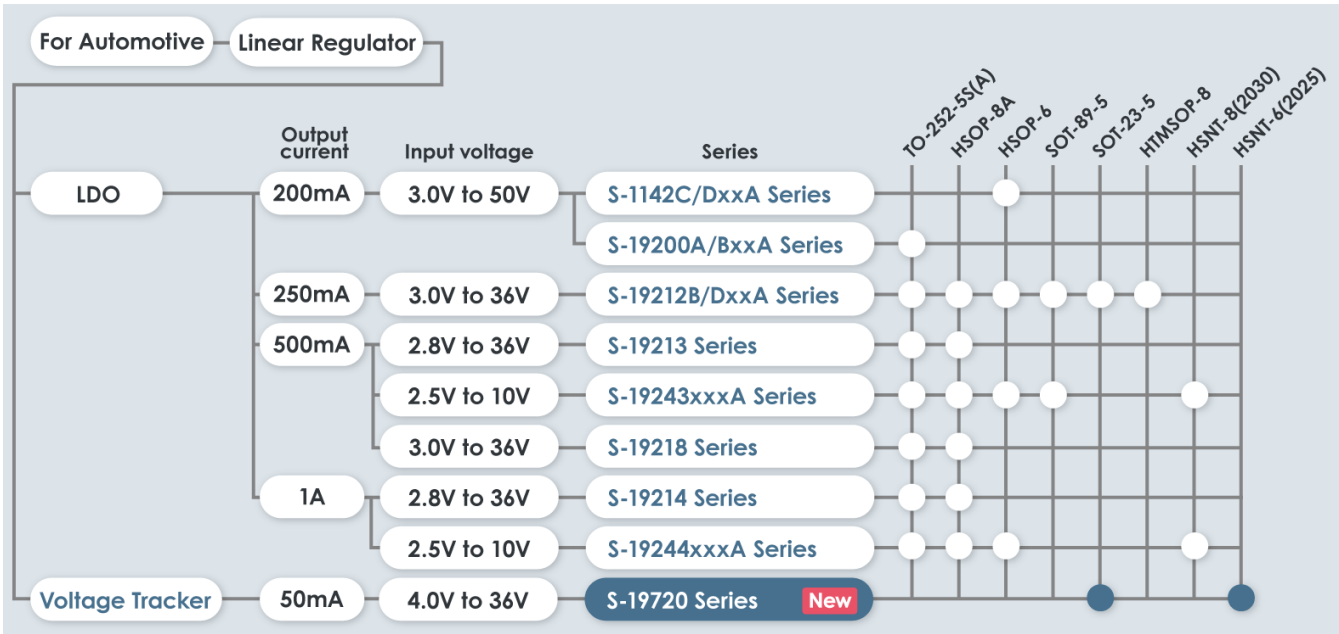 For Automotive
Linear Regulator
Output
current
Input voltage
Series
TO-252-5S(A)
HSOP-8A
HSOP-6
SOT-89-5
SOT-23-5
HTMSOP-8
HSNT-8(2030)
HSNT-6(2025)
LDO
200mA
3.0V to 50V
S-1142C/DxxA Series
S-19200A/BxxA Series
250mA
3.0V to 36V
S-19212B/DxxA Series
500mA
2.8V to 36V
S-19213 Series
2.5V to 10V
S-19243xxxA Series
3.0V to 36V
S-19218 Series
1A
2.8V to 36V
S-19214 Series
2.5V to 10V
S-19244xxxA Series
Voltage Tracker
50mA
4.0V to 36V
S-19720 Series
New